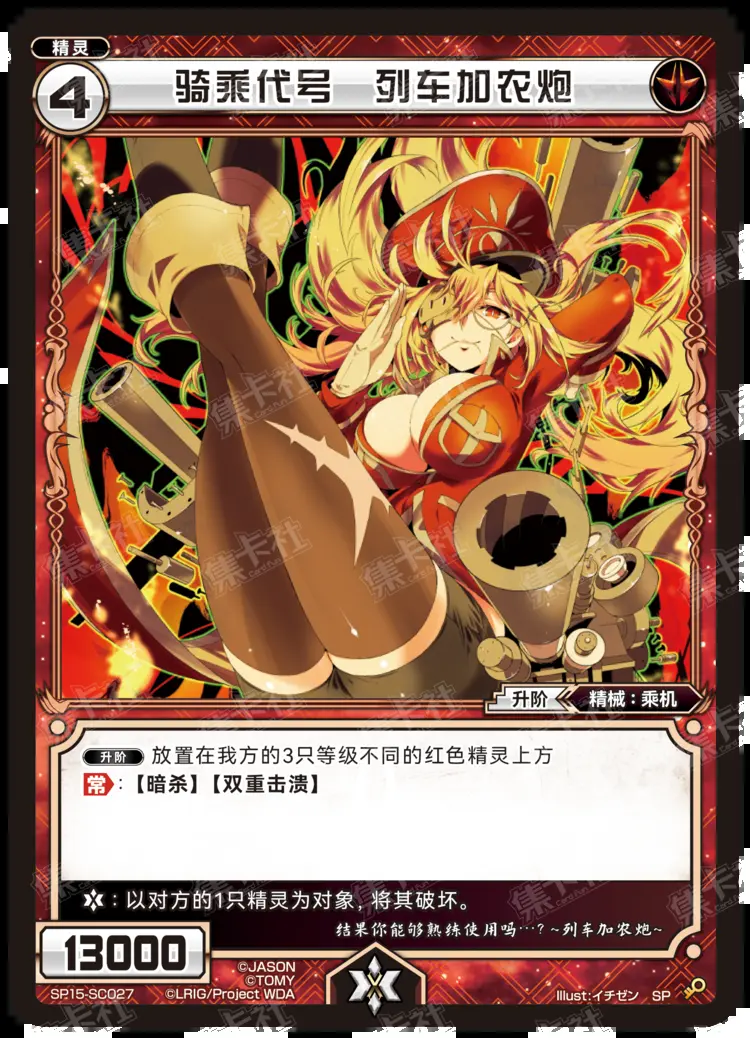 精灵
4
骑乘代号 列车加农炮
升阶 精械：乘机
升阶 放置在我方的3只等级不同的红色精灵上方
常：【暗杀】【双重击溃】
：以对方的1只精灵为对象，将其破坏。
结果你能够熟练使用吗…？~列车加农炮~
13000
©JASON
©TOMY
SP15-SC027 ©LRIG/Project WDA
Illust:イチゼン SP
集卡社